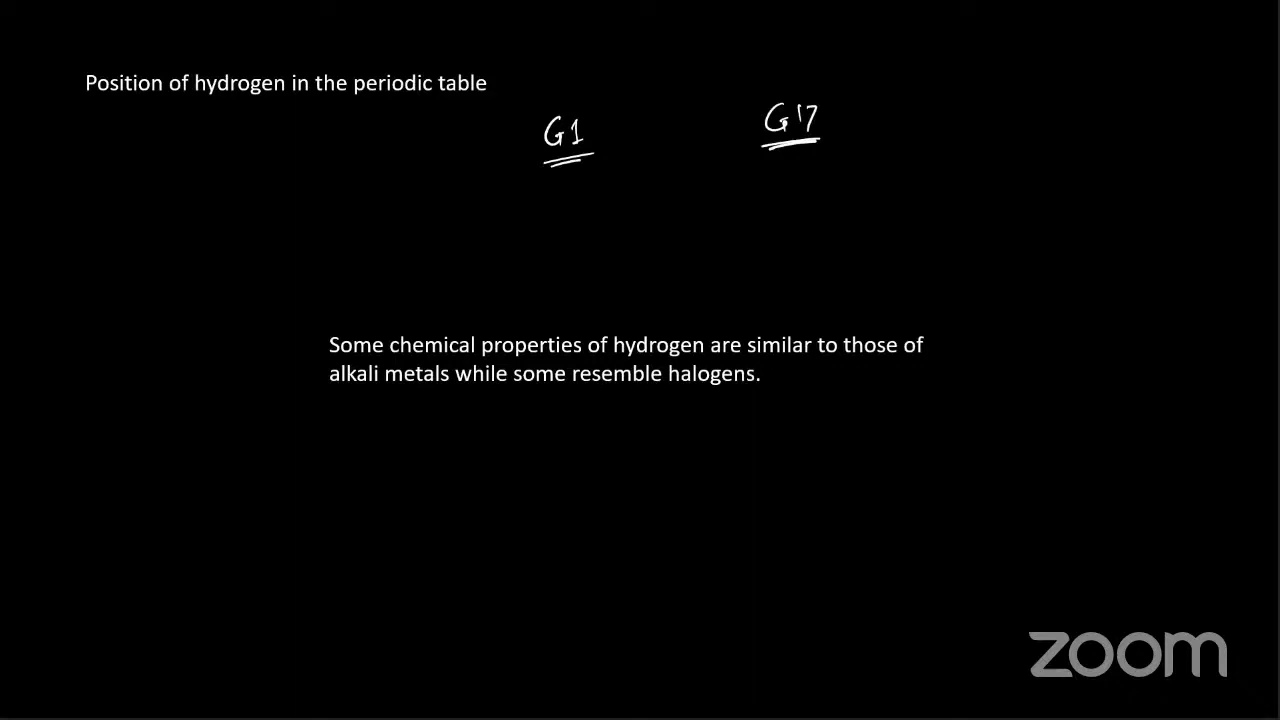 Position of hydrogen in the periodic table
G1
G17
Some chemical properties of hydrogen are similar to those of
alkali metals while some resemble halogens.
zoom